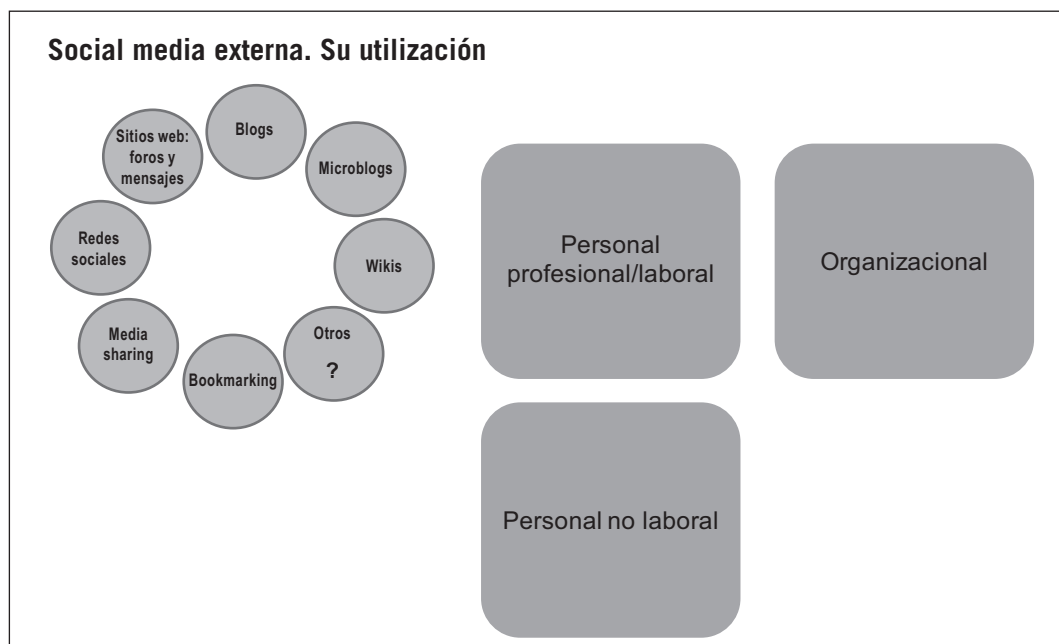 Social media externa. Su utilización
Blogs
Sitios web:
foros y
mensajes
Microblogs
Redes
sociales
Wikis
Media
sharing
Otros
?
Bookmarking
Personal
profesional/laboral
Organizacional
Personal no laboral